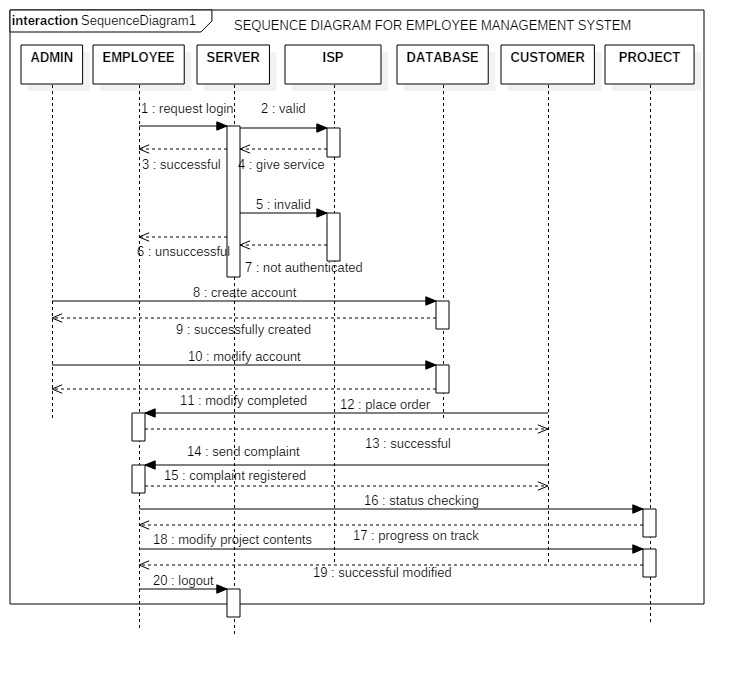 interaction SequenceDiagram1
SEQUENCE DIAGRAM FOR EMPLOYEE MANAGEMENT SYSTEM
ADMIN
EMPLOYEE
SERVER
ISP
DATABASE
CUSTOMER
PROJECT
1 : request login
2 : valid
3 : successful
4 : give service
5 : invalid
6 : unsuccessful
7 : not authenticated
8 : create account
9 : successfully created
10 : modify account
11 : modify completed
12 : place order
13 : successful
14 : send complaint
15 : complaint registered
16 : status checking
17 : progress on track
18 : modify project contents
19 : successful modified
20 : logout